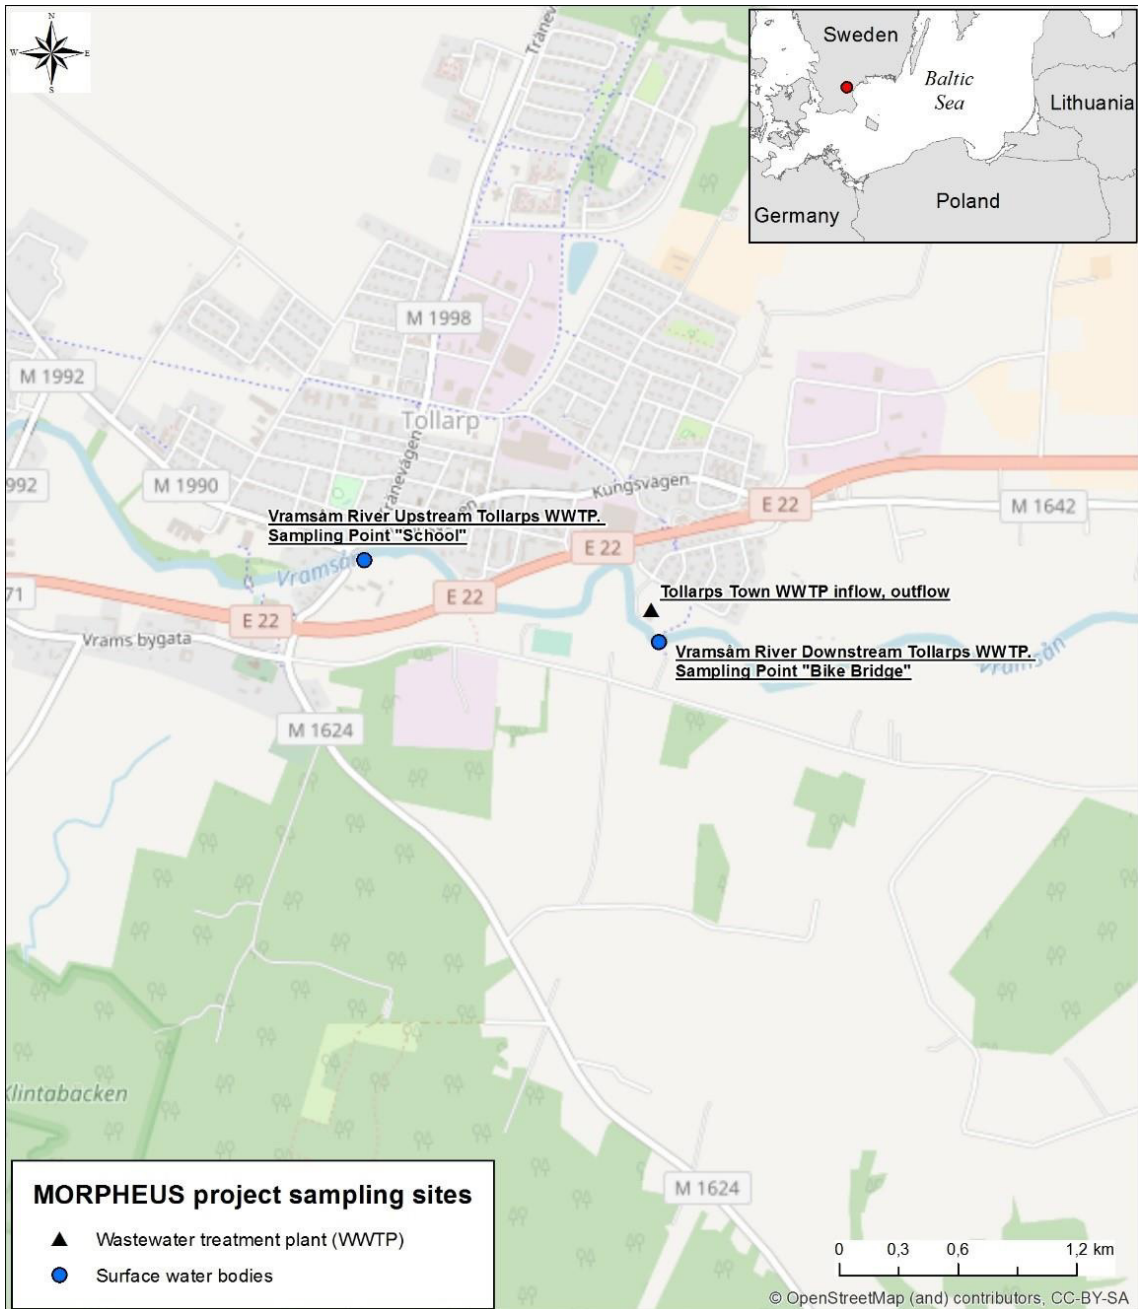 N
W
E
S
Sweden
Baltic
Sea
Lithuania
Poland
Germany
Tränev
M 1998
M 1992
Tollarp
992
M 1990
Tränevägen
Kungsvägen
E 22
M 1642
Vramsåm River Upstream Tollarps WWTP.
Sampling Point "School"
E 22
Vramsån
71
E 22
E 22
Tollarps Town WWTP inflow, outflow
Vrams bygata
Vramsåm River Downstream Tollarps WWTP.
Sampling Point "Bike Bridge"
Vramsån
M 1624
Klintabäcken
M 1624
MORPHEUS project sampling sites
Wastewater treatment plant (WWTP)
Surface water bodies
0 0,3 0,6 1,2 km
© OpenStreetMap (and) contributors, CC-BY-SA